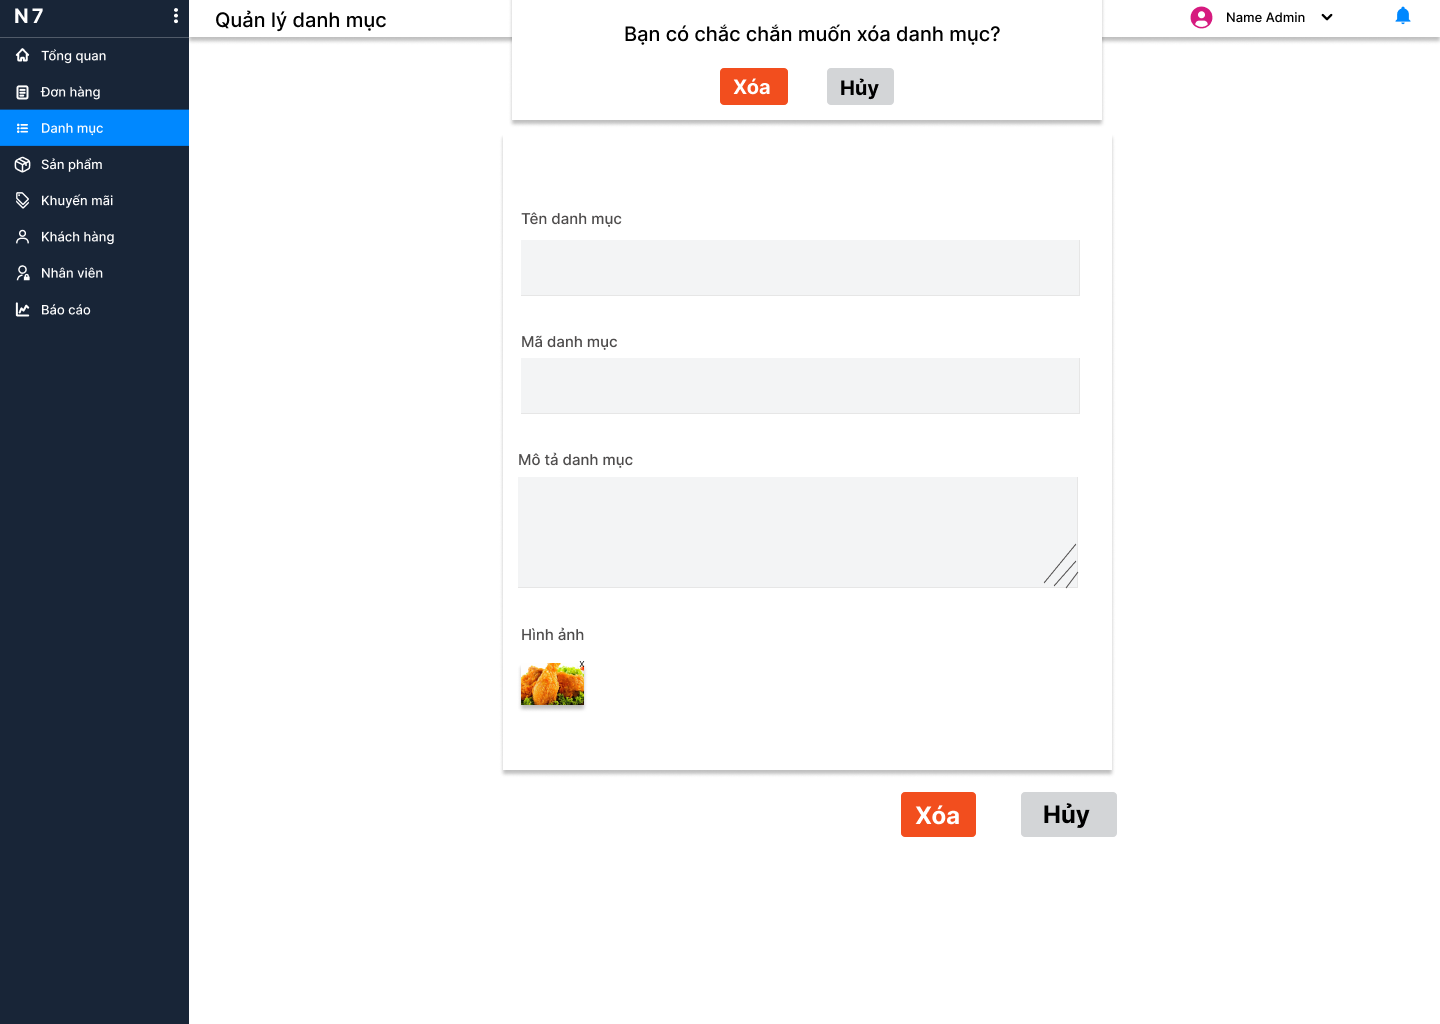 N7
Tổng quan
Đơn hàng
Danh mục
Sản phẩm
Khuyến mãi
Khách hàng
Nhân viên
Báo cáo
Quản lý danh mục
Name Admin
Bạn có chắc chắn muốn xóa danh mục?
Xóa
Hủy
Tên danh mục
Mã danh mục
Mô tả danh mục
Hình ảnh
X
Xóa
Hủy